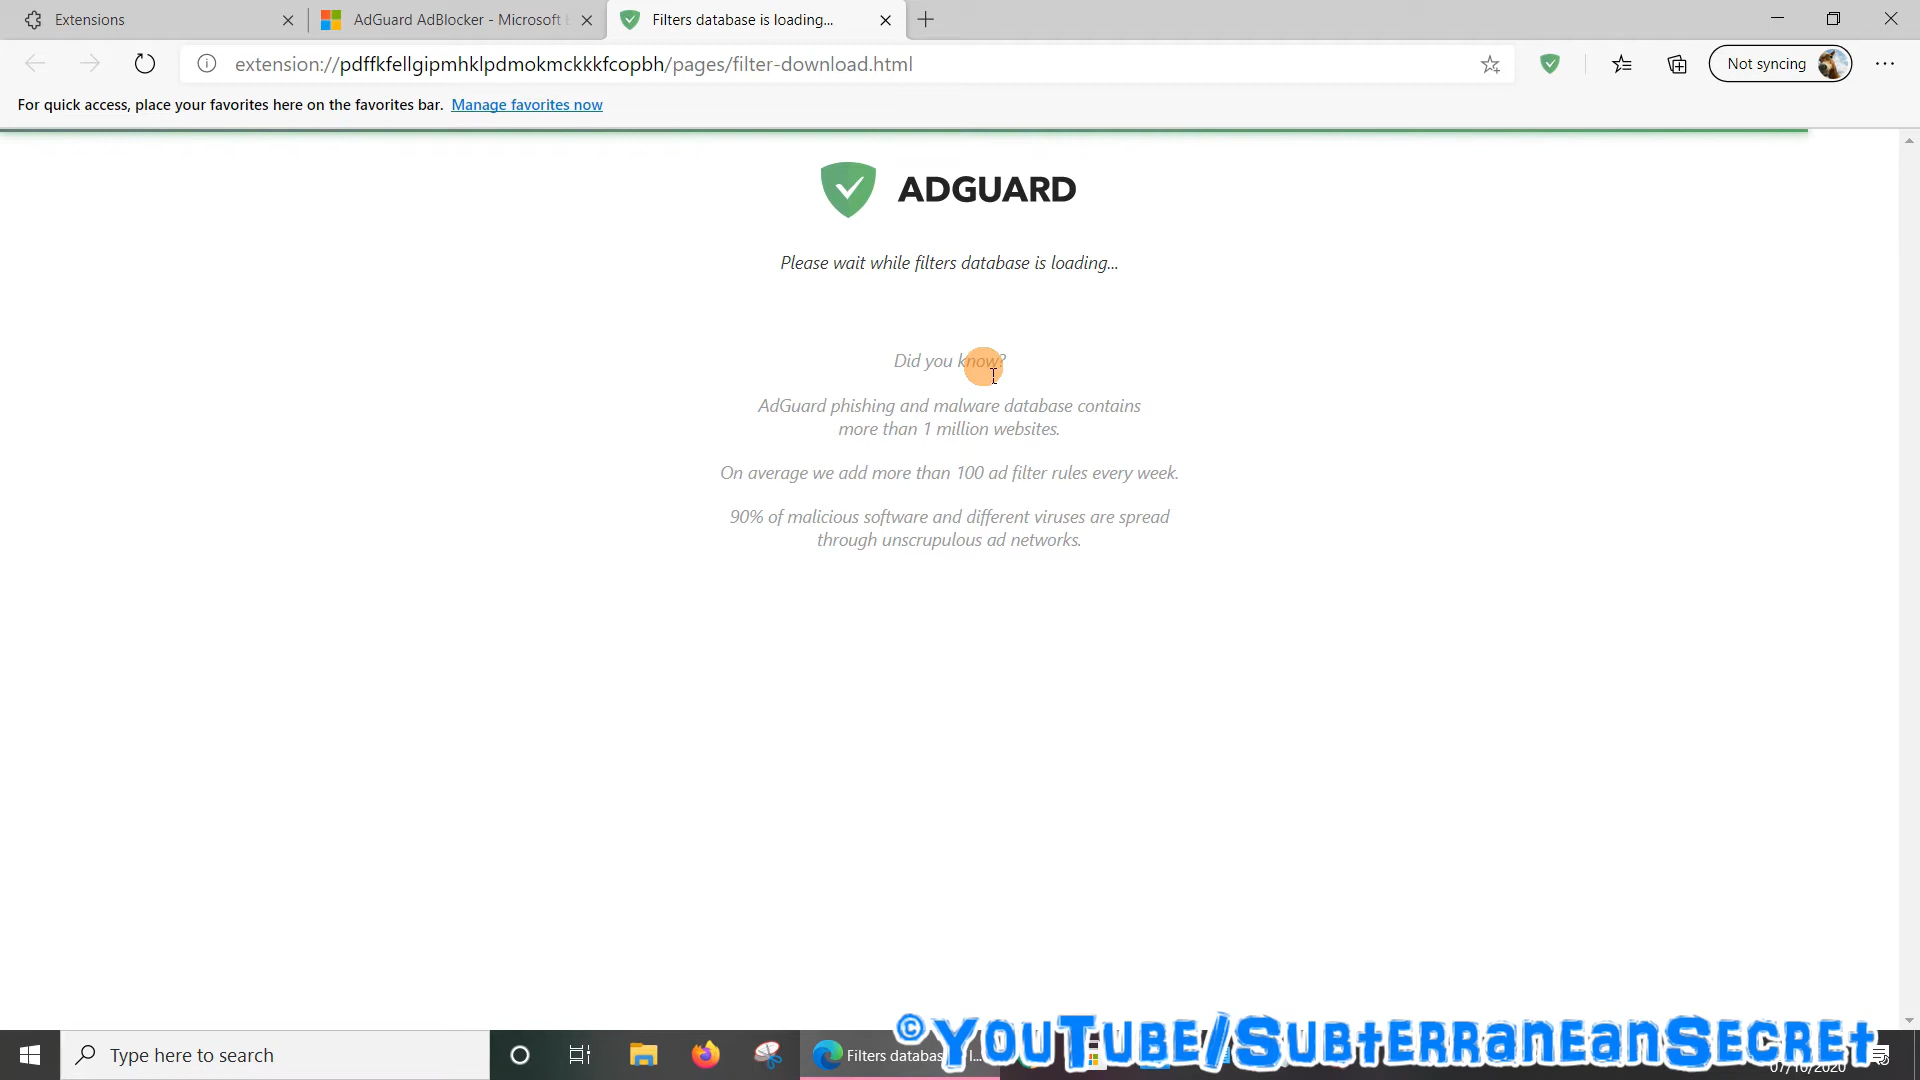 Extensions
AdGuard AdBlocker - Microsoft
Filters database is loading...
extension://pdffkfellgipmhklpdmokmckkkfcopbh/pages/filter-download.html
Not syncing
For quick access, place your favorites here on the favorites bar. Manage favorites now
ADGUARD
Please wait while filters database is loading...
Did you know?
AdGuard phishing and malware database contains
more than 1 million websites.
On average we add more than 100 ad filter rules every week.
90% of malicious software and different viruses are spread
through unscrupulous ad networks.
Type here to search
Filters databas
©YouTube/SubterraneanSecret
07/10/2020